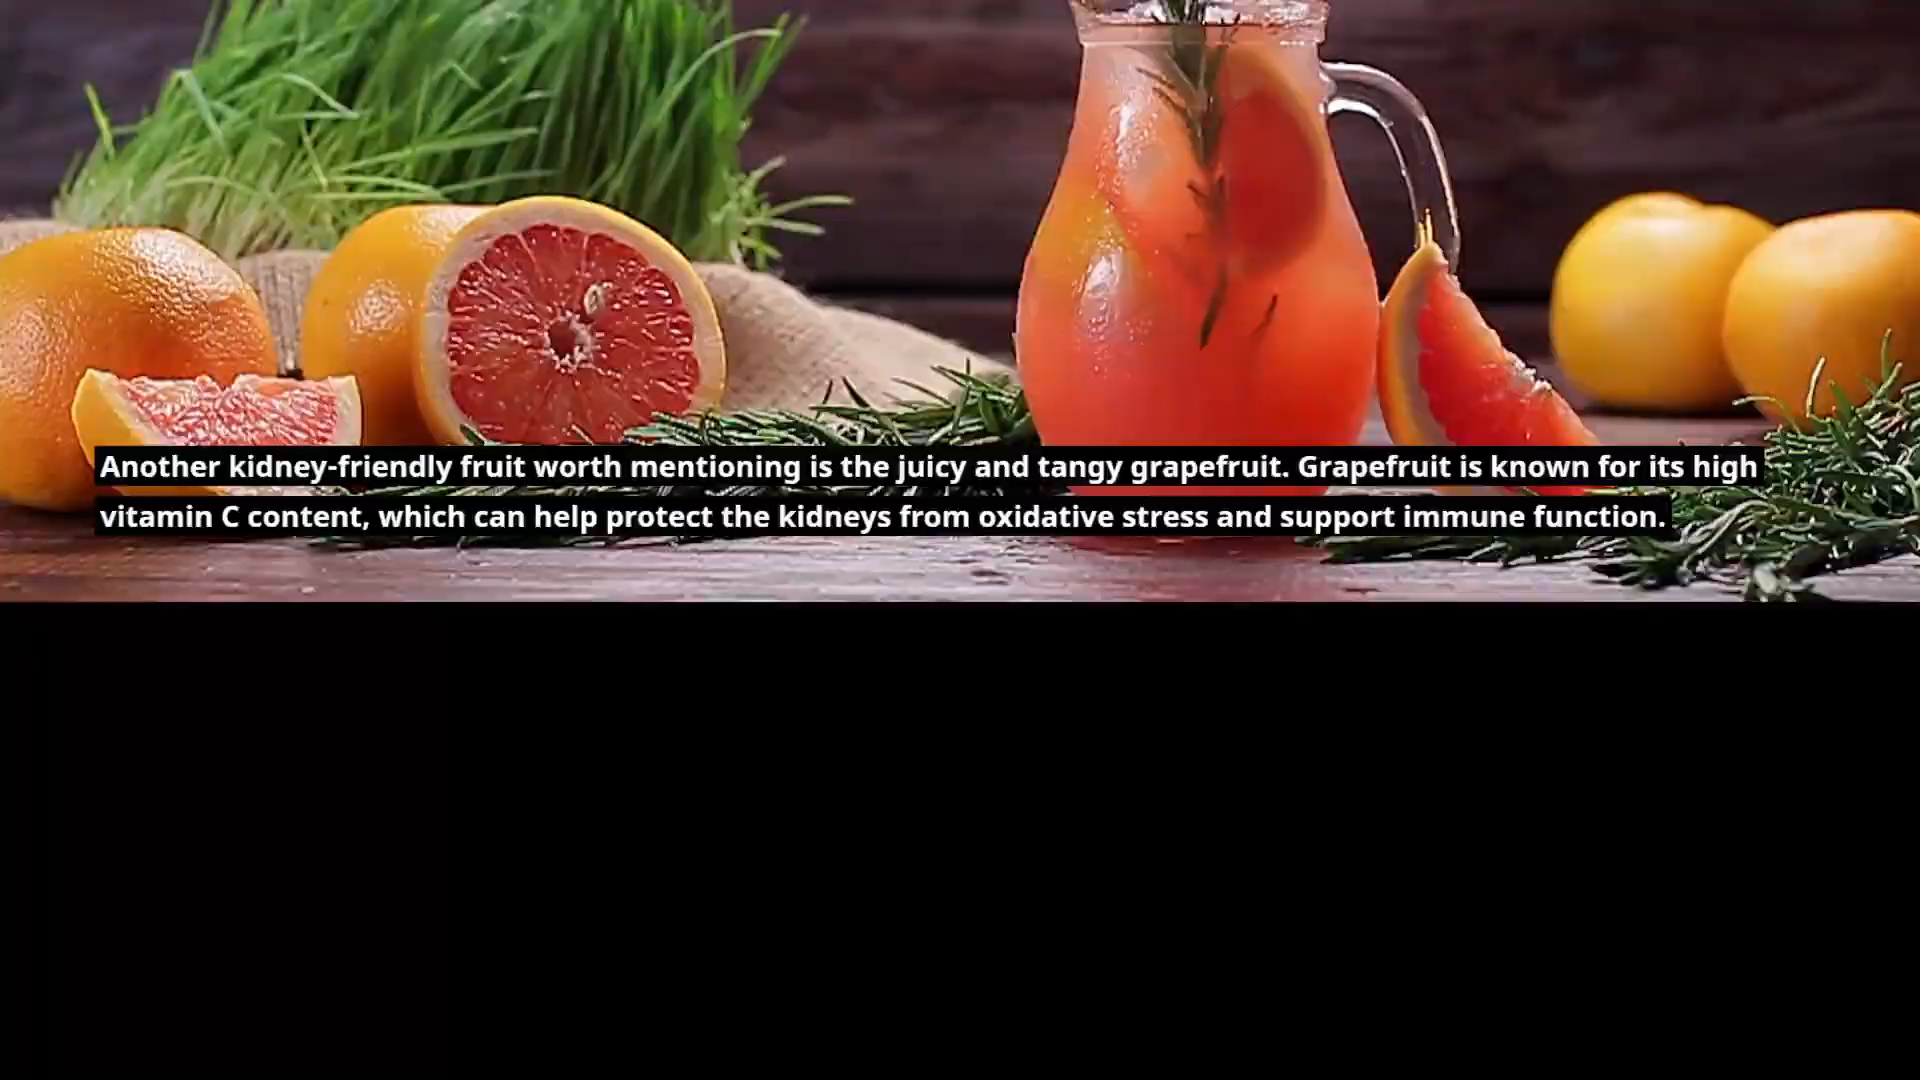 Another kidney-friendly fruit worth mentioning is the juicy and tangy grapefruit. Grapefruit is known for its high
vitamin C content, which can help protect the kidneys from oxidative stress and support immune function.